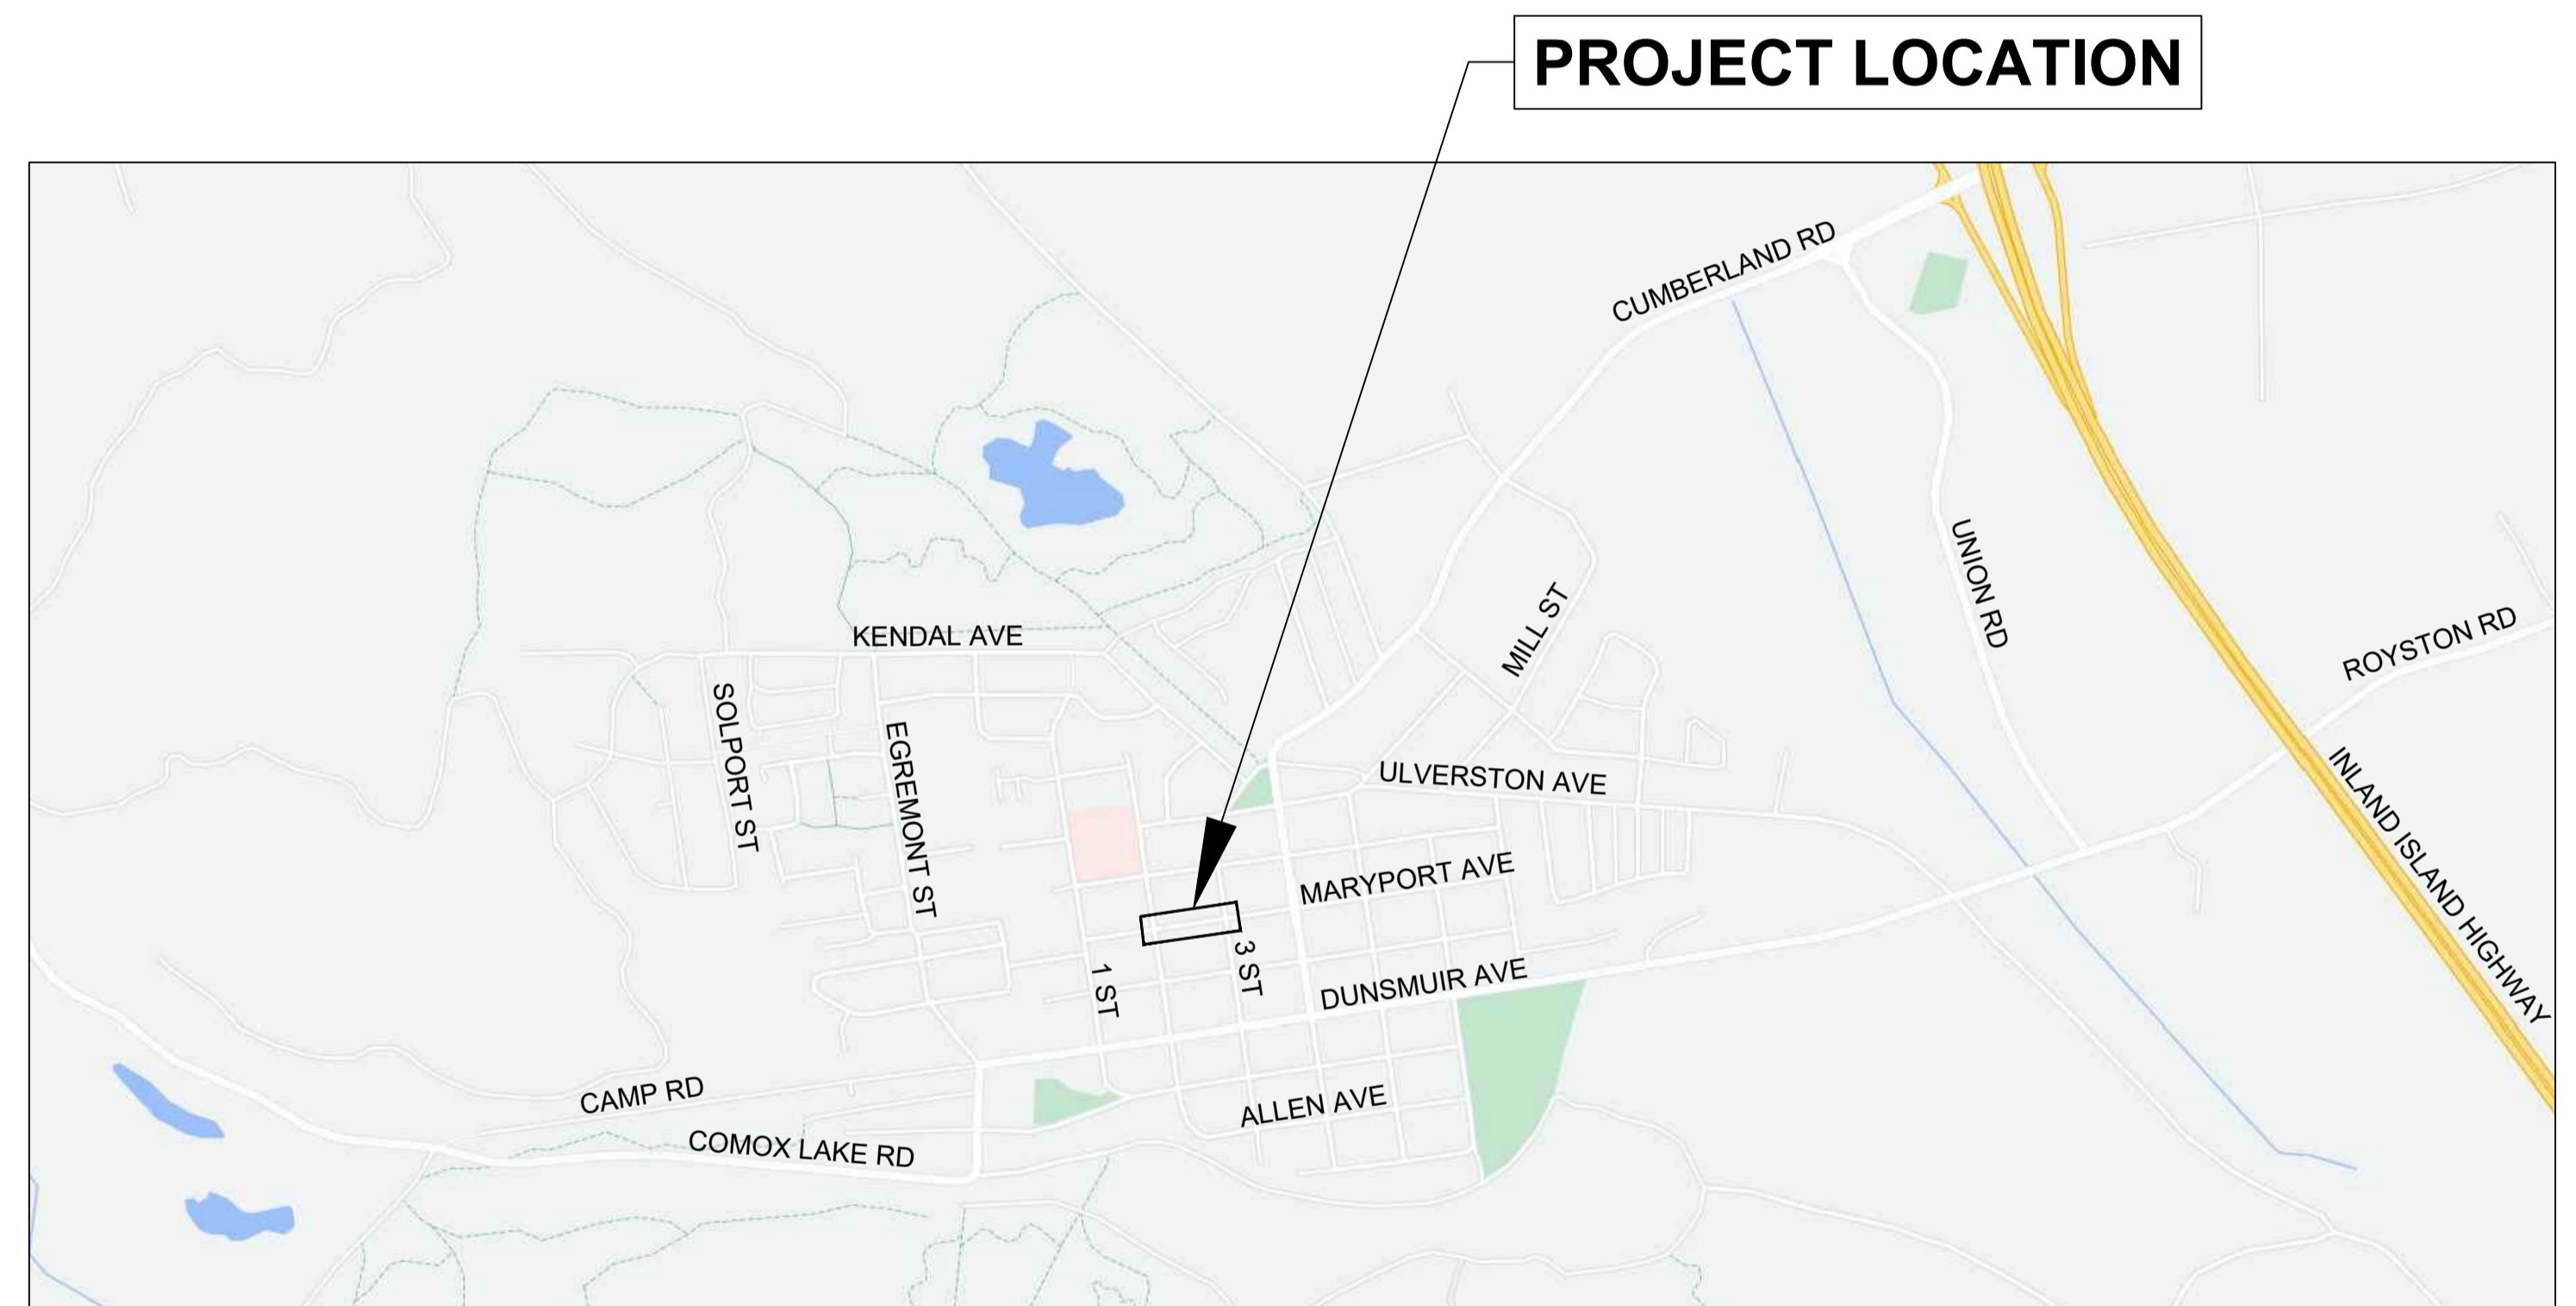 PROJECT LOCATION
CUMBERLAND RD
UNION RD
MILL ST
ROYSTON RD
KENDAL AVE
SOLPORT ST
EGREMONT ST
ULVERSTON AVE
INLAND ISLAND HIGHWAY
MARYPORT AVE
3 ST
1 ST
DUNSMUIR AVE
CAMP RD
ALLEN AVE
COMOX LAKE RD